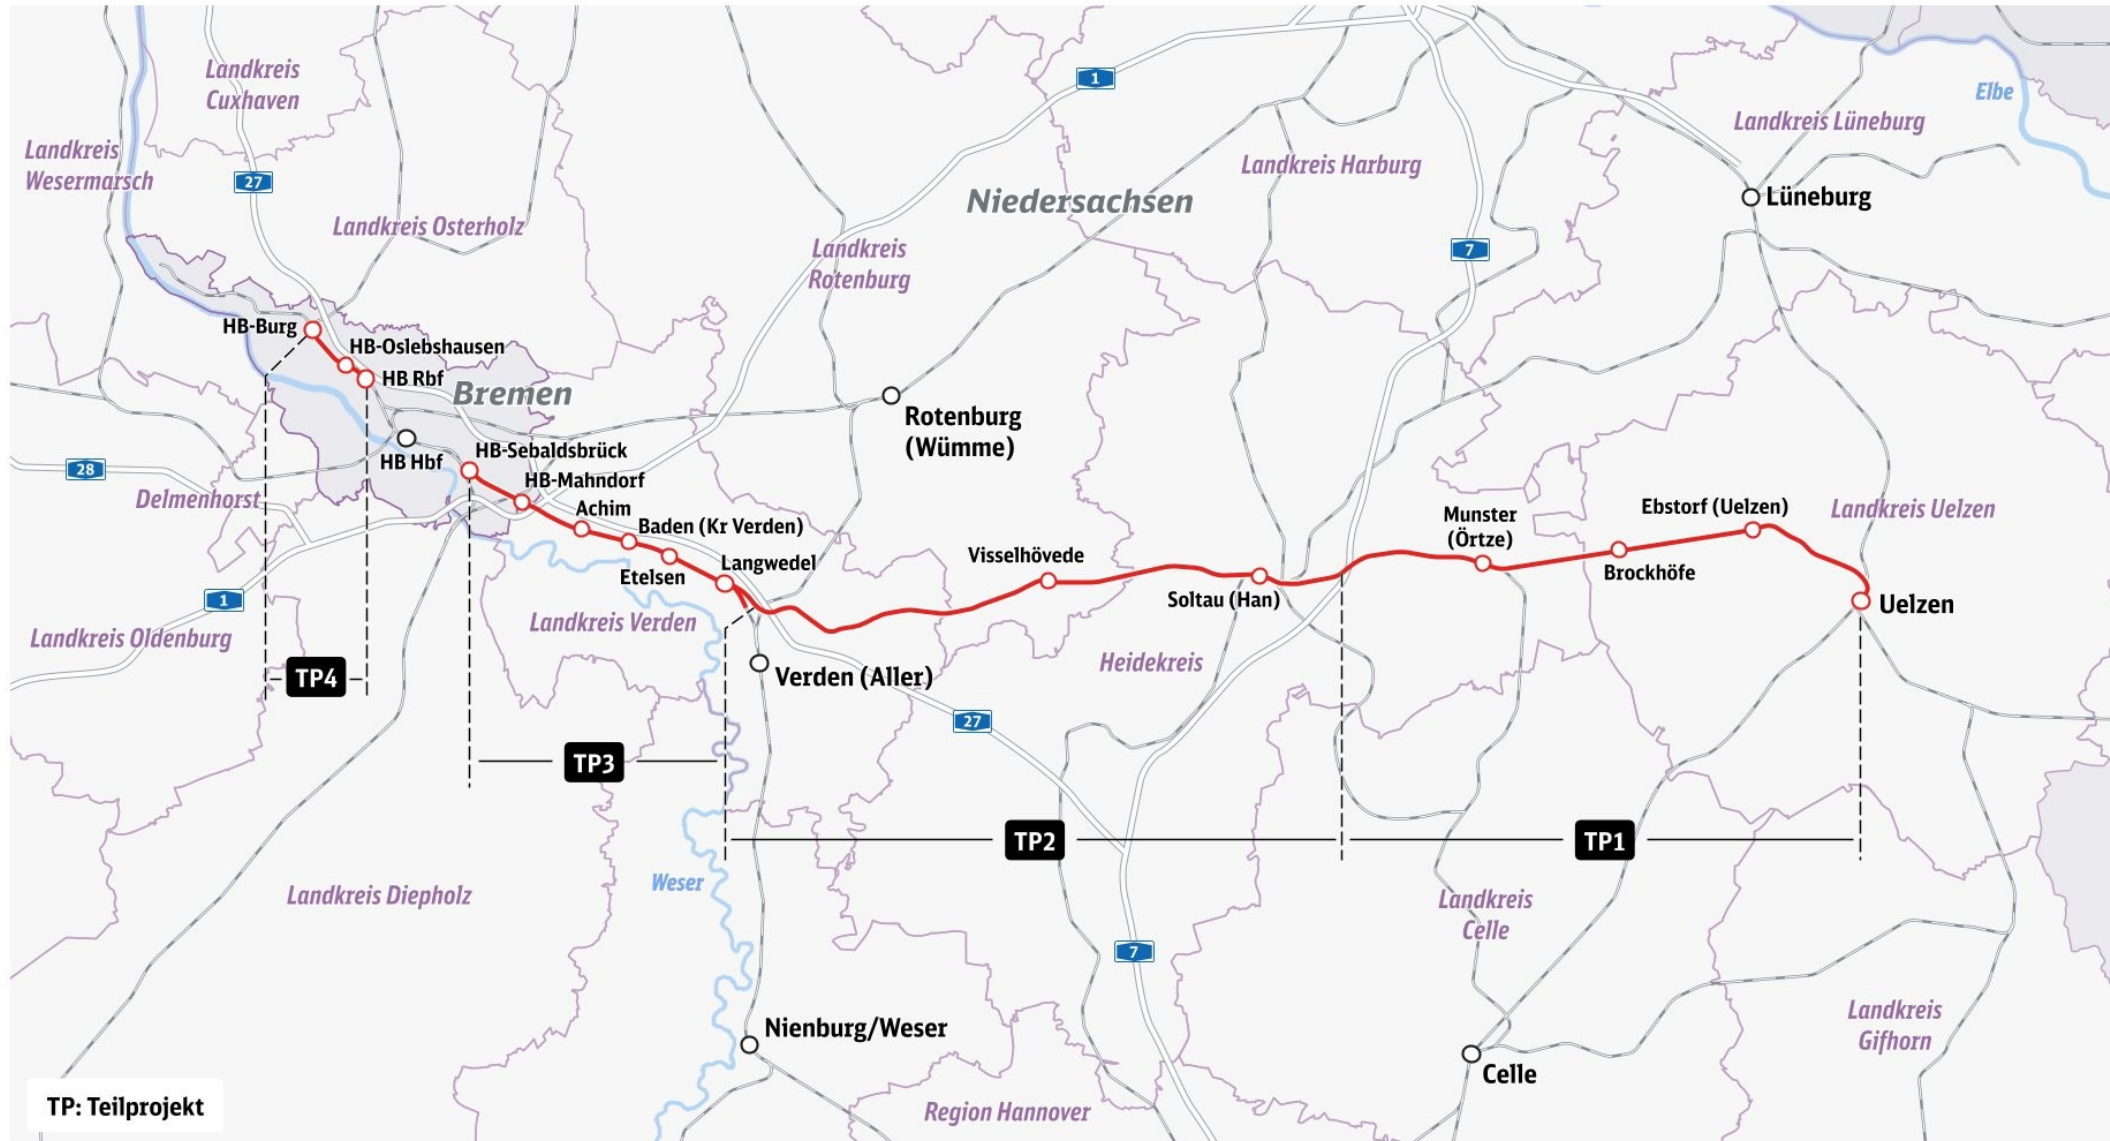 Landkreis
Cuxhaven
1
Elbe
Landkreis Lüneburg
Landkreis
Wesermarsch
27
Landkreis Harburg
Niedersachsen
Lüneburg
Landkreis Osterholz
Landkreis
Rotenburg
7
HB-Burg
HB-Oslebshausen
HB Rbf
Bremen
Rotenburg
(Wümme)
HB-Sebaldsbrück
HB Hbf
28
HB-Mahndorf
Delmenhorst
Achim
Baden (Kr Verden)
Munster
(Örtze)
Ebstorf (Uelzen)
Landkreis Uelzen
Langwedel
Visselhövede
Etelsen
Brockhöfe
Soltau (Han)
Uelzen
1
Landkreis Verden
Landkreis Oldenburg
Heidekreis
TP4
Verden (Aller)
27
TP3
TP2
TP1
Weser
Landkreis Diepholz
Landkreis
Celle
7
Landkreis
Gifhorn
Nienburg/Weser
Celle
TP: Teilprojekt
Region Hannover